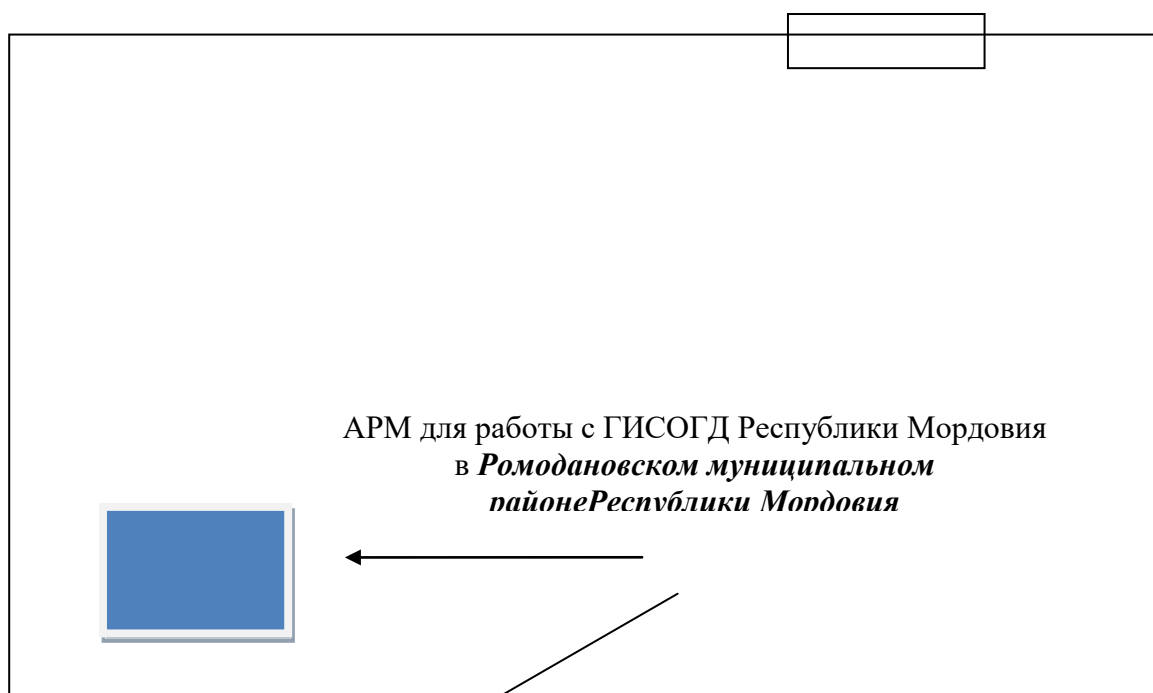 АРМ для работы с ГИСОГД Республики Мордовия
в Ромодановском муниципальном
районеРеспублики Мордовия